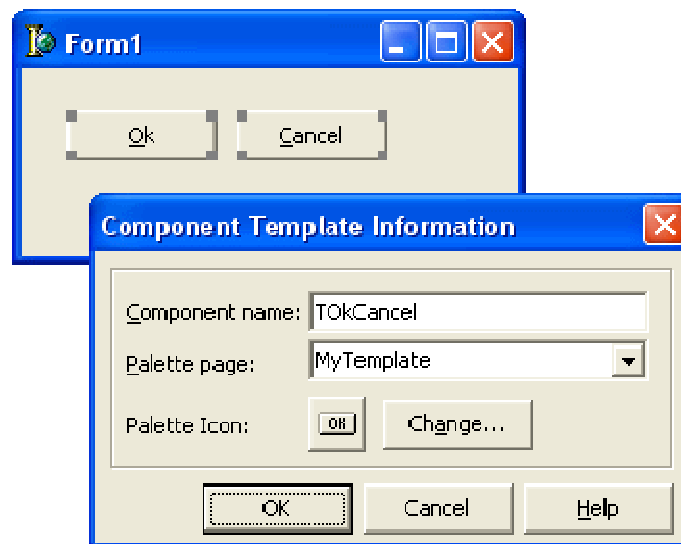 Form1
Ok Cancel
Component Template Information
Component name: TOkCancel
Palette page: MyTemplate
Palette Icon: OK Change...
OK Cancel Help